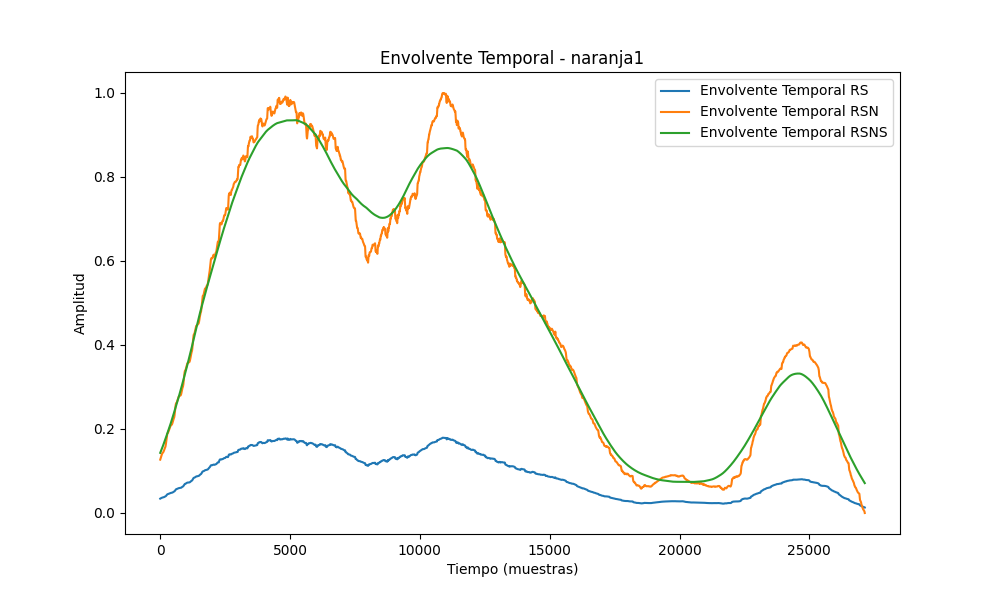 Envolvente Temporal - naranja1
Envolvente Temporal RS
Envolvente Temporal RSN
Envolvente Temporal RSNS
Amplitud
1.0
0.8
0.6
0.4
0.2
0.0
0 5000 10000 15000 20000 25000
Tiempo (muestras)